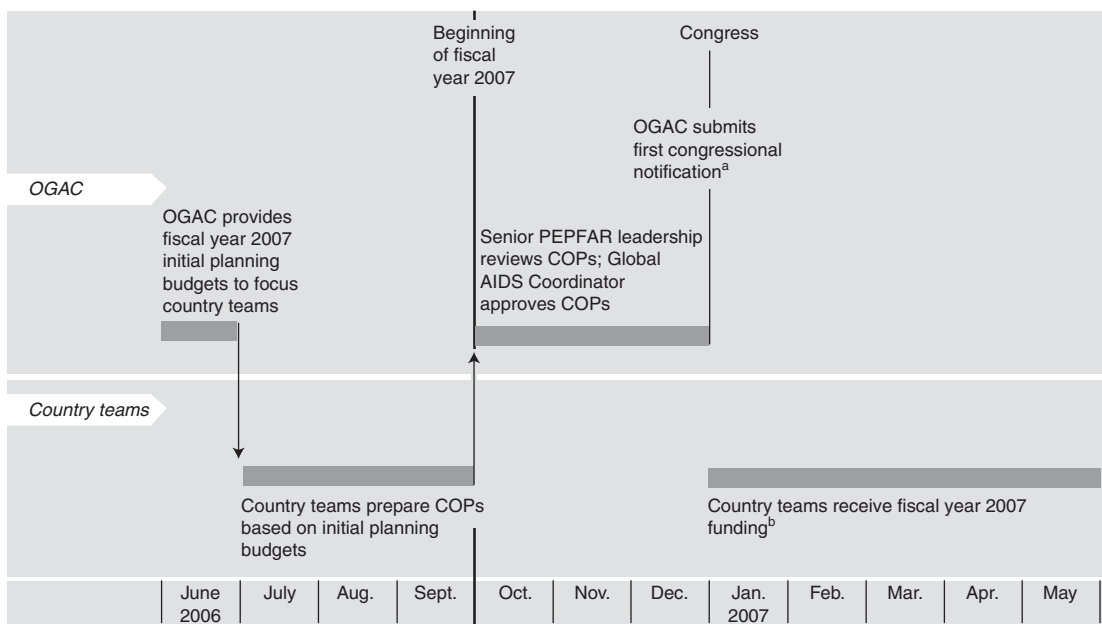 Beginning
of fiscal
year 2007
Congress
OGAC submits
first congressional
notificationa
OGAC
OGAC provides
fiscal year 2007
initial planning
budgets to focus
country teams
Senior PEPFAR leadership
reviews COPs; Global
AIDS Coordinator
approves COPs
Country teams
Country teams prepare COPs
based on initial planning
budgets
Country teams receive fiscal year 2007
fundingb
June
2006
July
Aug.
Sept.
Oct.
Nov.
Dec.
Jan.
2007
Feb.
Mar.
Apr.
May